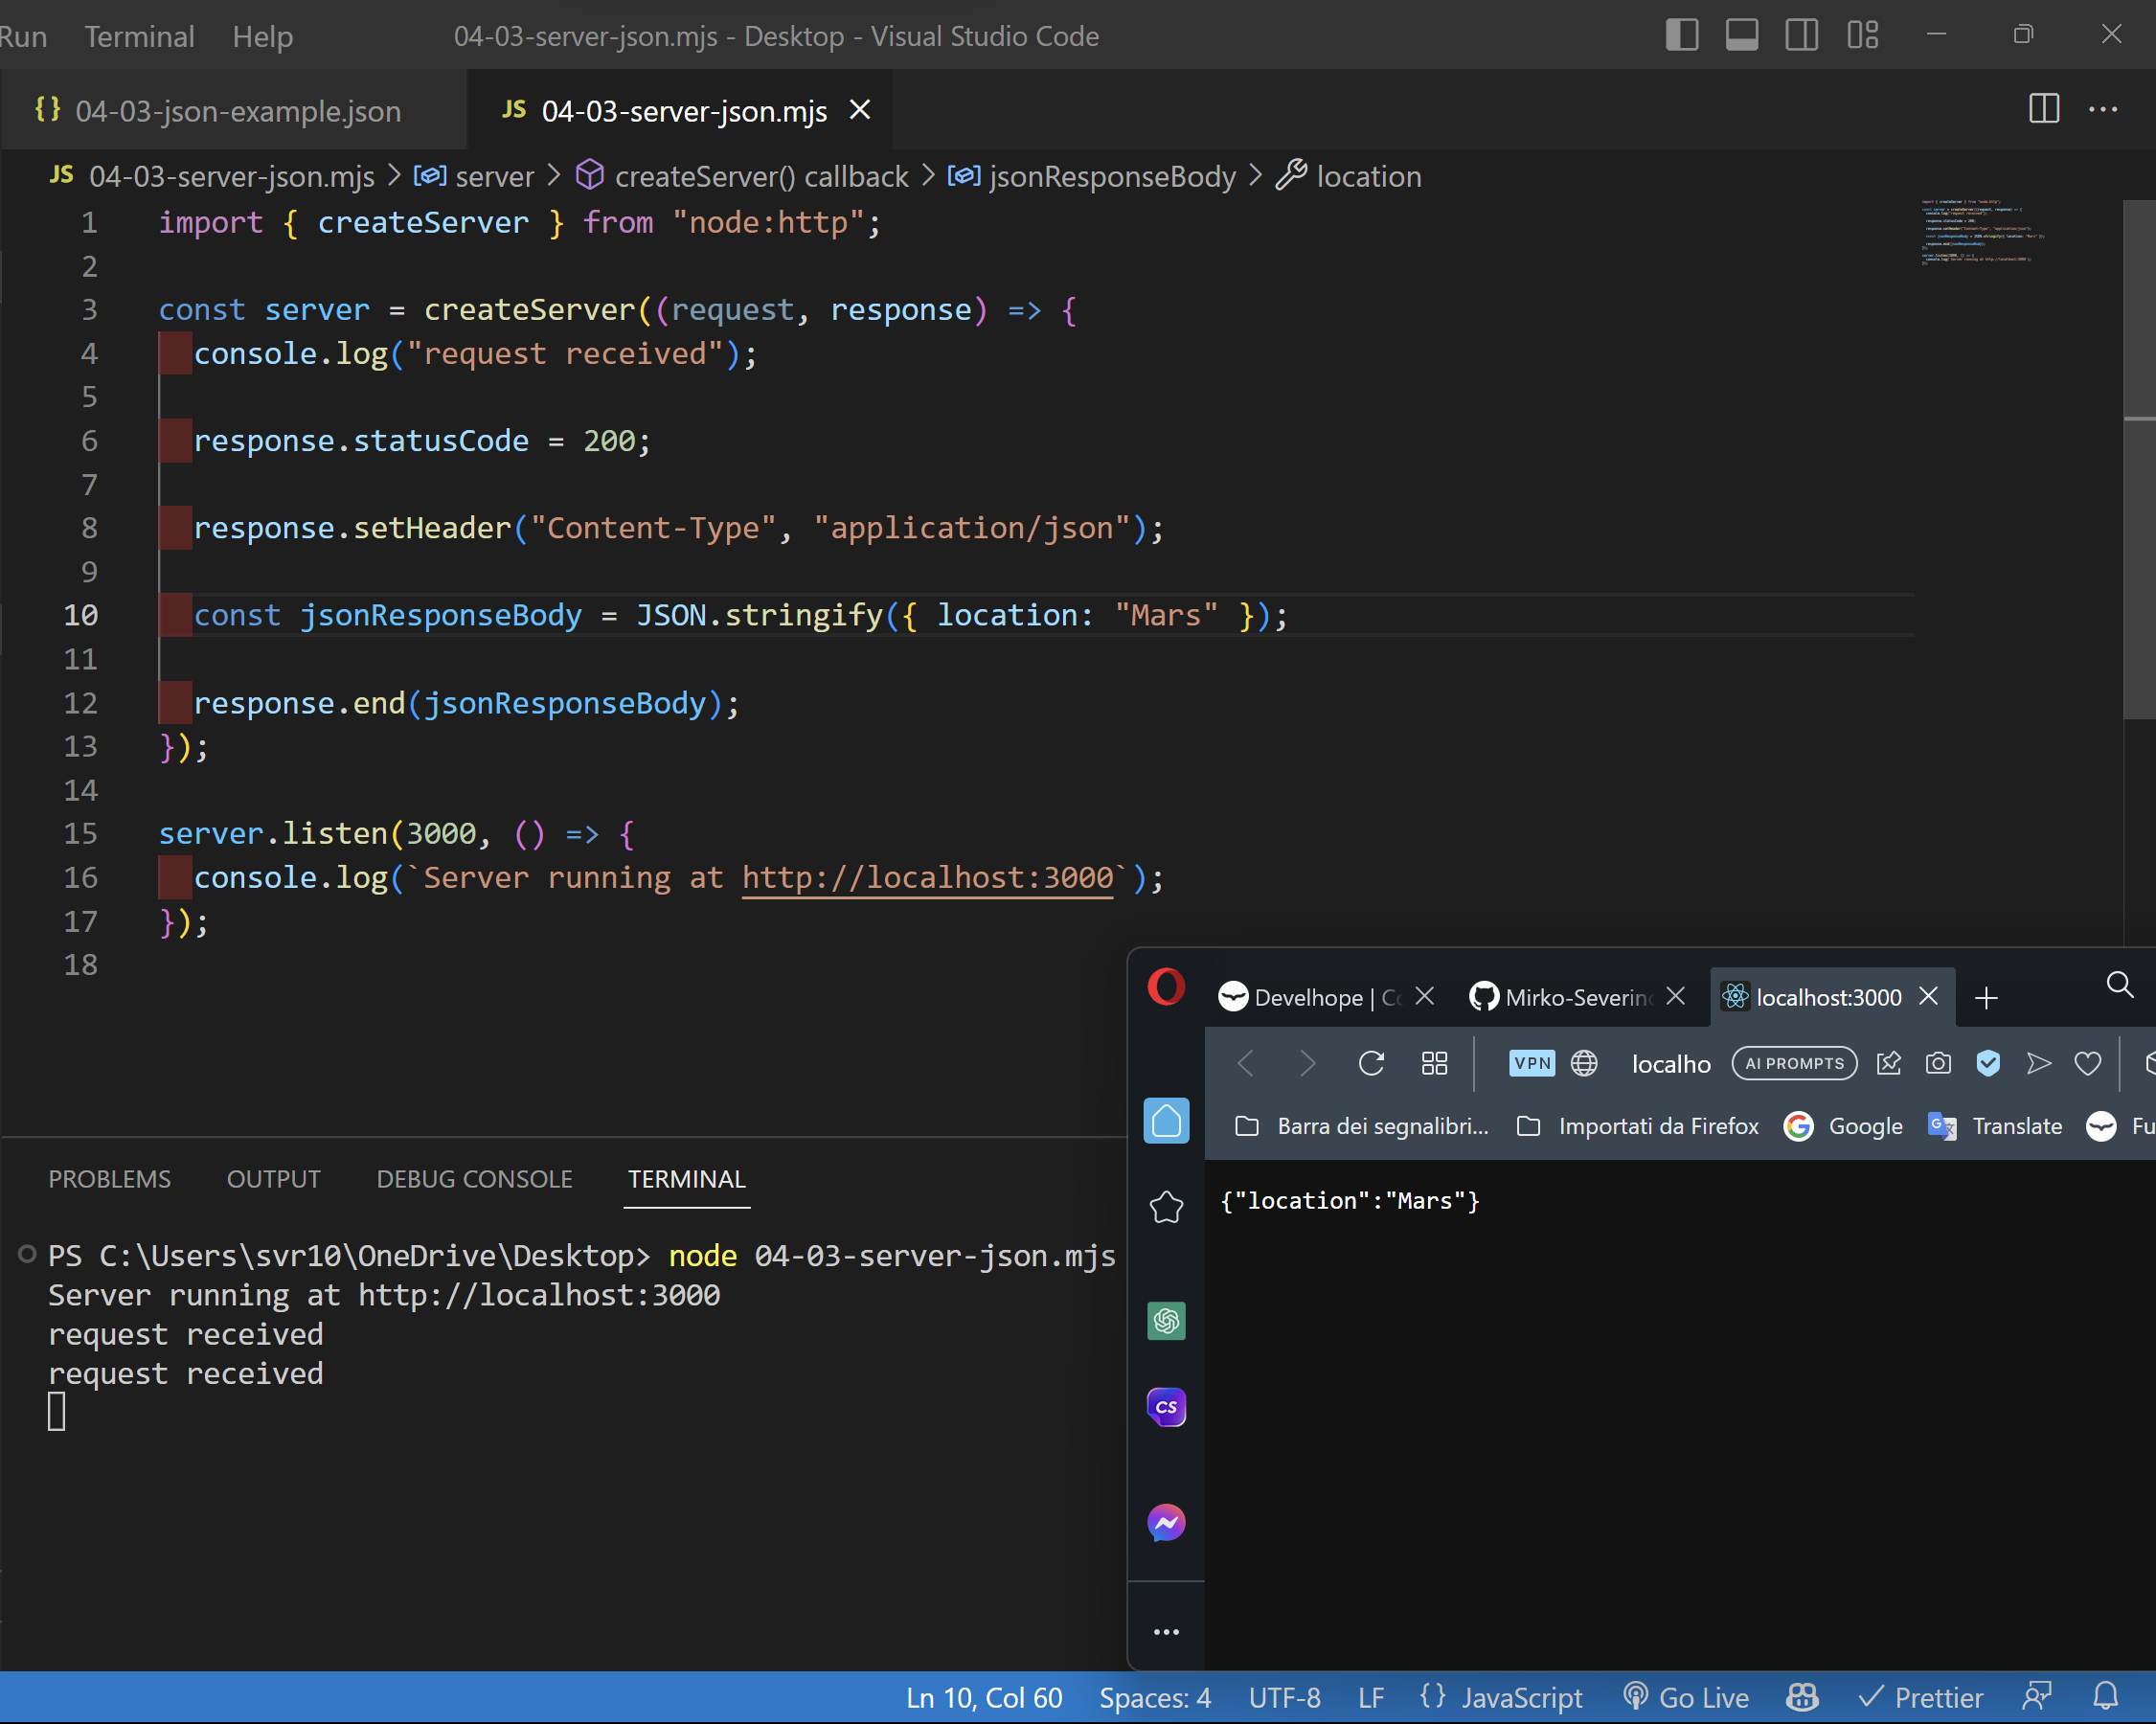 Run Terminal Help 04-03-server-json.mjs - Desktop - Visual Studio Code
{} 04-03-json-example.json JS 04-03-server-json.mjs
JS 04-03-server-json.mjs > server > createServer() callback > jsonResponseBody > location
1 import { createServer } from "node:http";
2
3 const server = createServer((request, response) => {
4 console.log("request received");
5
6 response.statusCode = 200;
7
8 response.setHeader("Content-Type", "application/json");
9
10 const jsonResponseBody = JSON.stringify({ location: "Mars" });
11
12 response.end(jsonResponseBody);
13 });
14
15 server.listen(3000, () => {
16 console.log(`Server running at http://localhost:3000`);
17 });
18
PROBLEMS OUTPUT DEBUG CONSOLE TERMINAL
PS C:\Users\svr10\OneDrive\Desktop> node 04-03-server-json.mjs
Server running at http://localhost:3000
request received
request received
Develhope | Co Mirko-Severino localhost:3000
VPN localho AI PROMPTS
Barra dei segnalibri... Importati da Firefox Google Translate Fu
{"location":"Mars"}
CS
Ln 10, Col 60 Spaces: 4 UTF-8 LF {} JavaScript Go Live Prettier